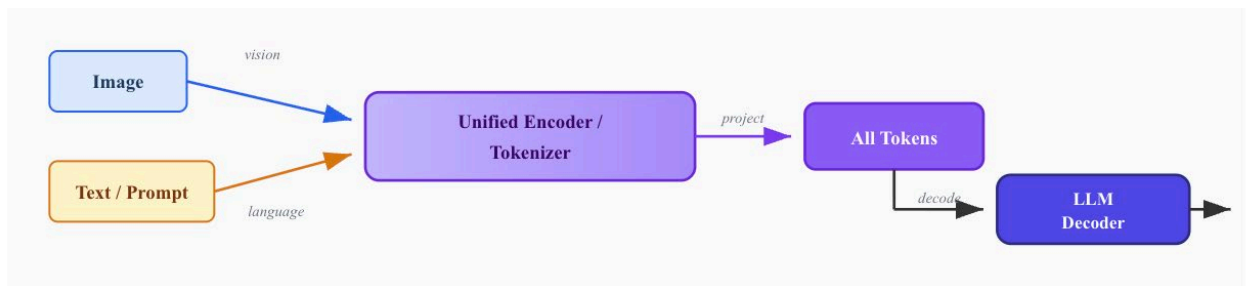 vision
Image
Unified Encoder /
Tokenizer
project
All Tokens
Text / Prompt
language
decode
LLM
Decoder